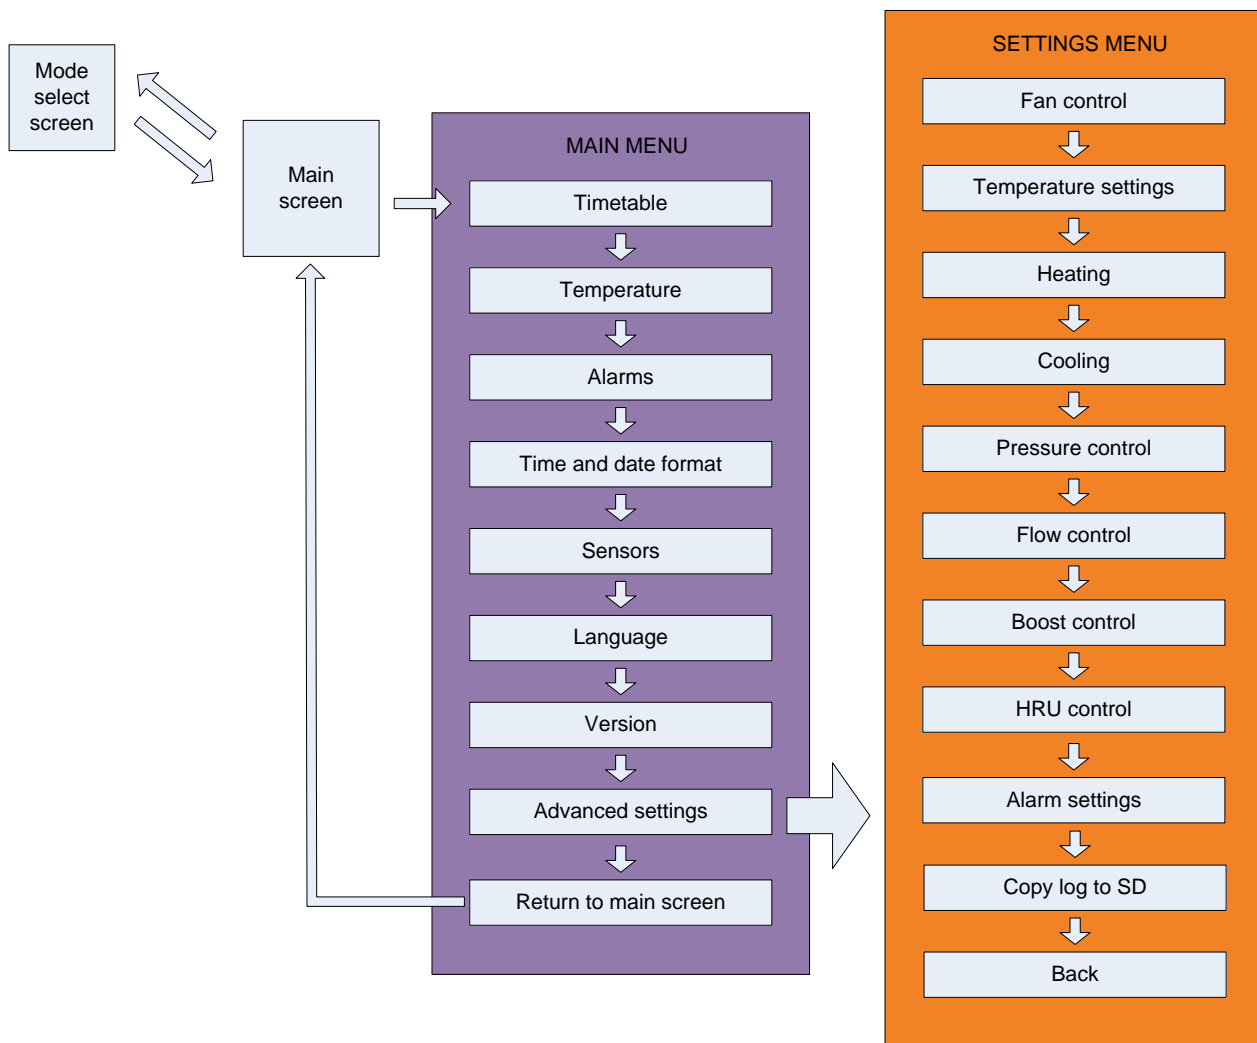 Mode
select
screen
Main
screen
MAIN MENU
Timetable
Temperature
Alarms
Time and date format
Sensors
Language
Version
Advanced settings
Return to main screen
SETTINGS MENU
Fan control
Temperature settings
Heating
Cooling
Pressure control
Flow control
Boost control
HRU control
Alarm settings
Copy log to SD
Back